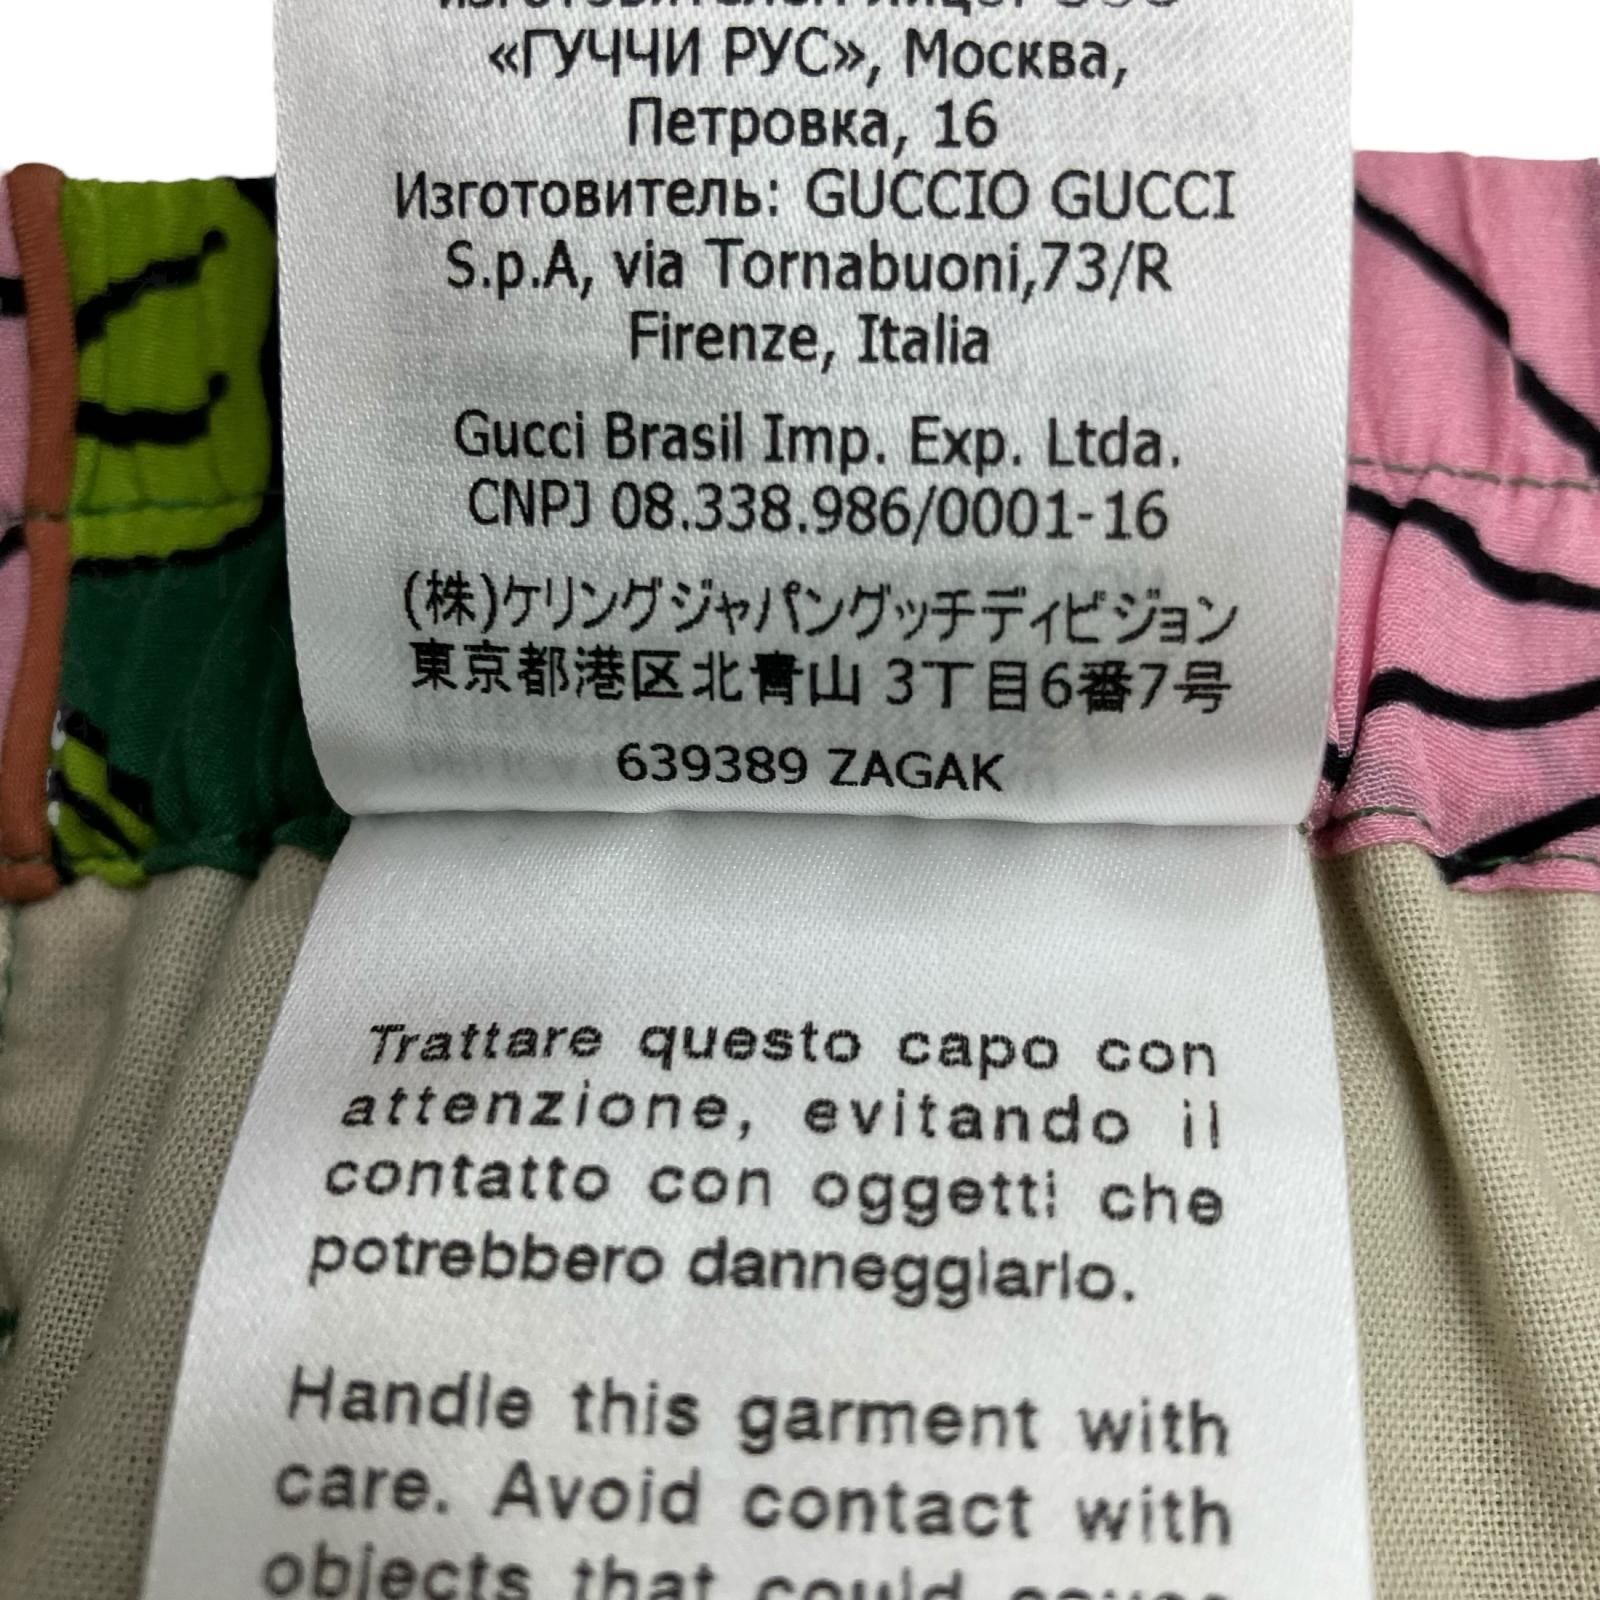 «ГУЧЧИ РУС», Москва,
Петровка, 16
Изготовитель: GUCCIO GUCCI
S.p.A, via Tornabuoni,73/R
Firenze, Italia
Gucci Brasil Imp. Exp. Ltda.
CNPJ 08.338.986/0001-16
(株)ケリングジャパングッチディビジョン
東京都港区北青山 3丁目6番7号
639389 ZAGAK
Trattare questo capo con
attenzione, evitando il
contatto con oggetti che
potrebbero danneggiarlo.
Handle this garment with
care. Avoid contact with
objects that could cause